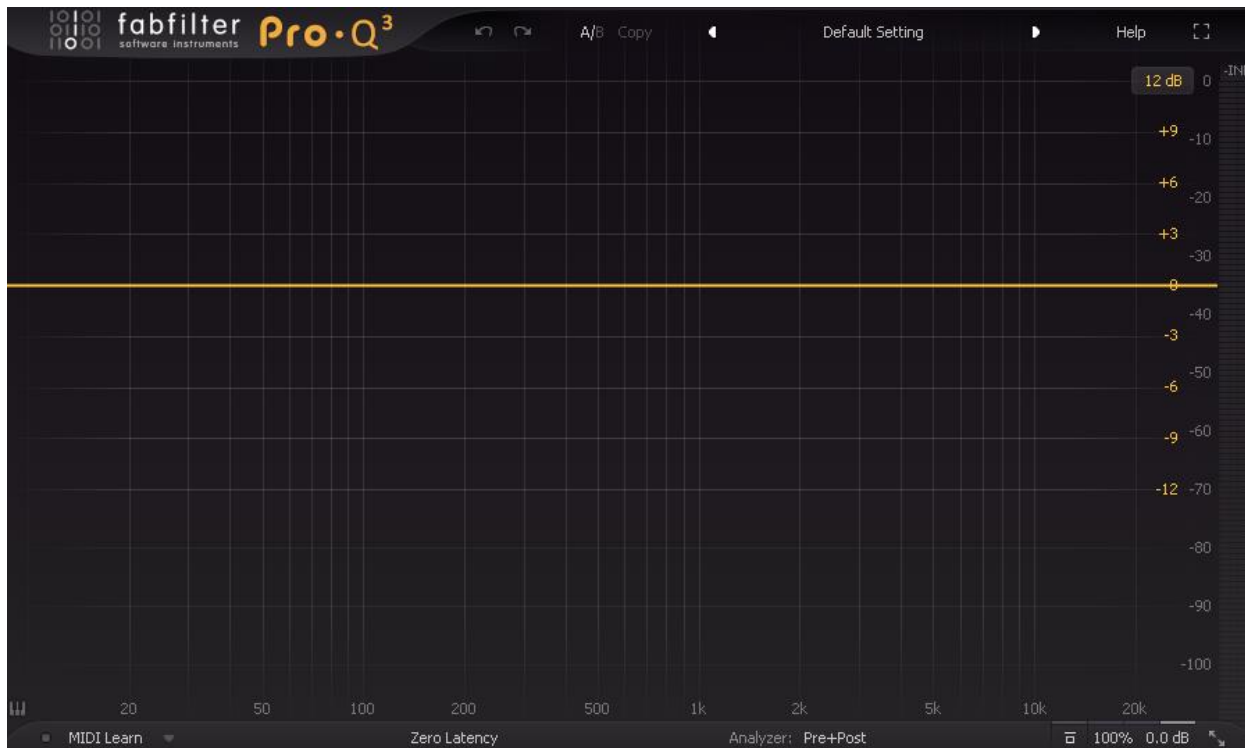 fabfilter Pro·Q³ A/B Copy Default Setting Help
software instruments
12 dB 0 -INF
+9 -10
+6 -20
+3 -30
0 -40
-3 -50
-6 -60
-9
-12 -70
-80
-90
-100
20 50 100 200 500 1k 2k 5k 10k 20k
MIDI Learn Zero Latency Analyzer: Pre+Post 100% 0.0 dB